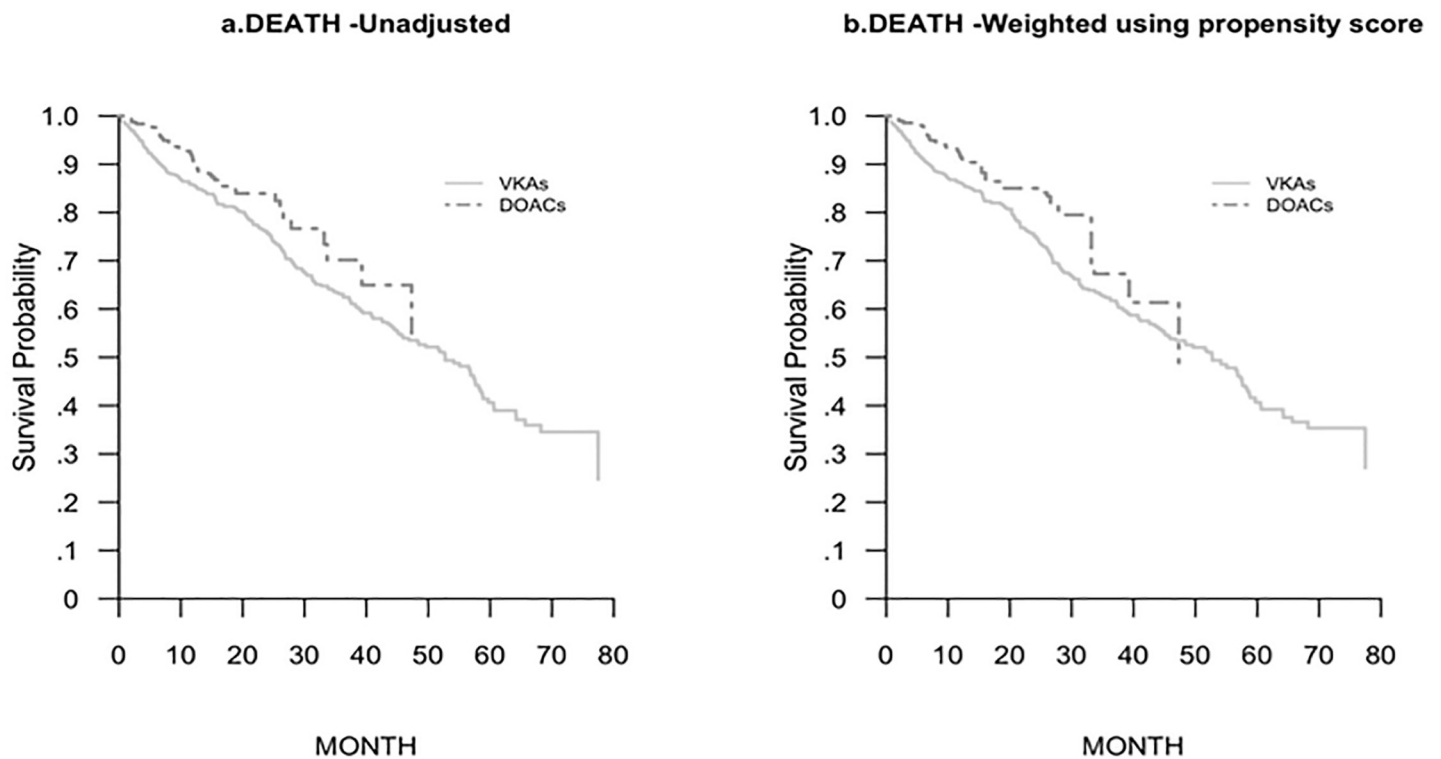 a.DEATH -Unadjusted
Survival Probability
1.0
.9
.8
.7
.6
.5
.4
.3
.2
.1
0
VKAs
DOACs
0 10 20 30 40 50 60 70 80
MONTH
b.DEATH -Weighted using propensity score
Survival Probability
1.0
.9
.8
.7
.6
.5
.4
.3
.2
.1
0
VKAs
DOACs
0 10 20 30 40 50 60 70 80
MONTH